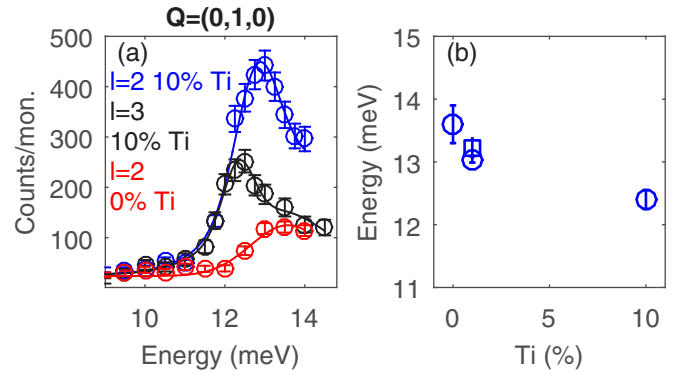 Q=(0,1,0)
(a)
(b)
500
400
300
200
100
Counts/mon.
l=2 10% Ti
l=3
10% Ti
l=2
0% Ti
10
12
14
Energy (meV)
15
14
13
12
11
Energy (meV)
0
5
10
Ti (%)